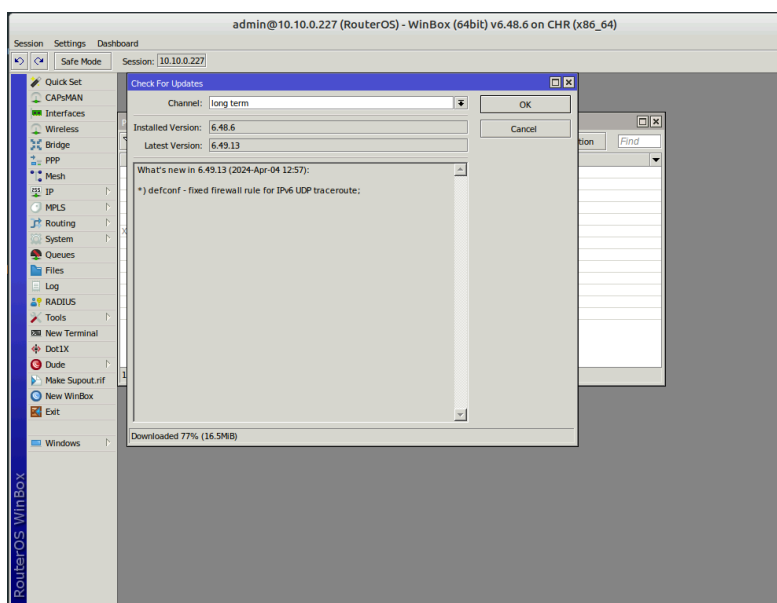 admin@10.10.0.227 (RouterOS) - WinBox (64bit) v6.48.6 on CHR (x86_64)
Session Settings Dashboard
Safe Mode Session: 10.10.0.227
Quick Set
CAPsMAN
Interfaces
Wireless
Bridge
PPP
Mesh
IP
MPLS
Routing
System
Queues
Files
Log
RADIUS
Tools
New Terminal
Dot1X
Dude
Make Supout.rif
New WinBox
Exit
Windows
RouterOS WinBox
Check For Updates
Channel: long term
OK
Installed Version: 6.48.6
Cancel
Latest Version: 6.49.13
What's new in 6.49.13 (2024-Apr-04 12:57):
*) defconf - fixed firewall rule for IPv6 UDP traceroute;
Downloaded 77% (16.5MiB)
tion Find
X